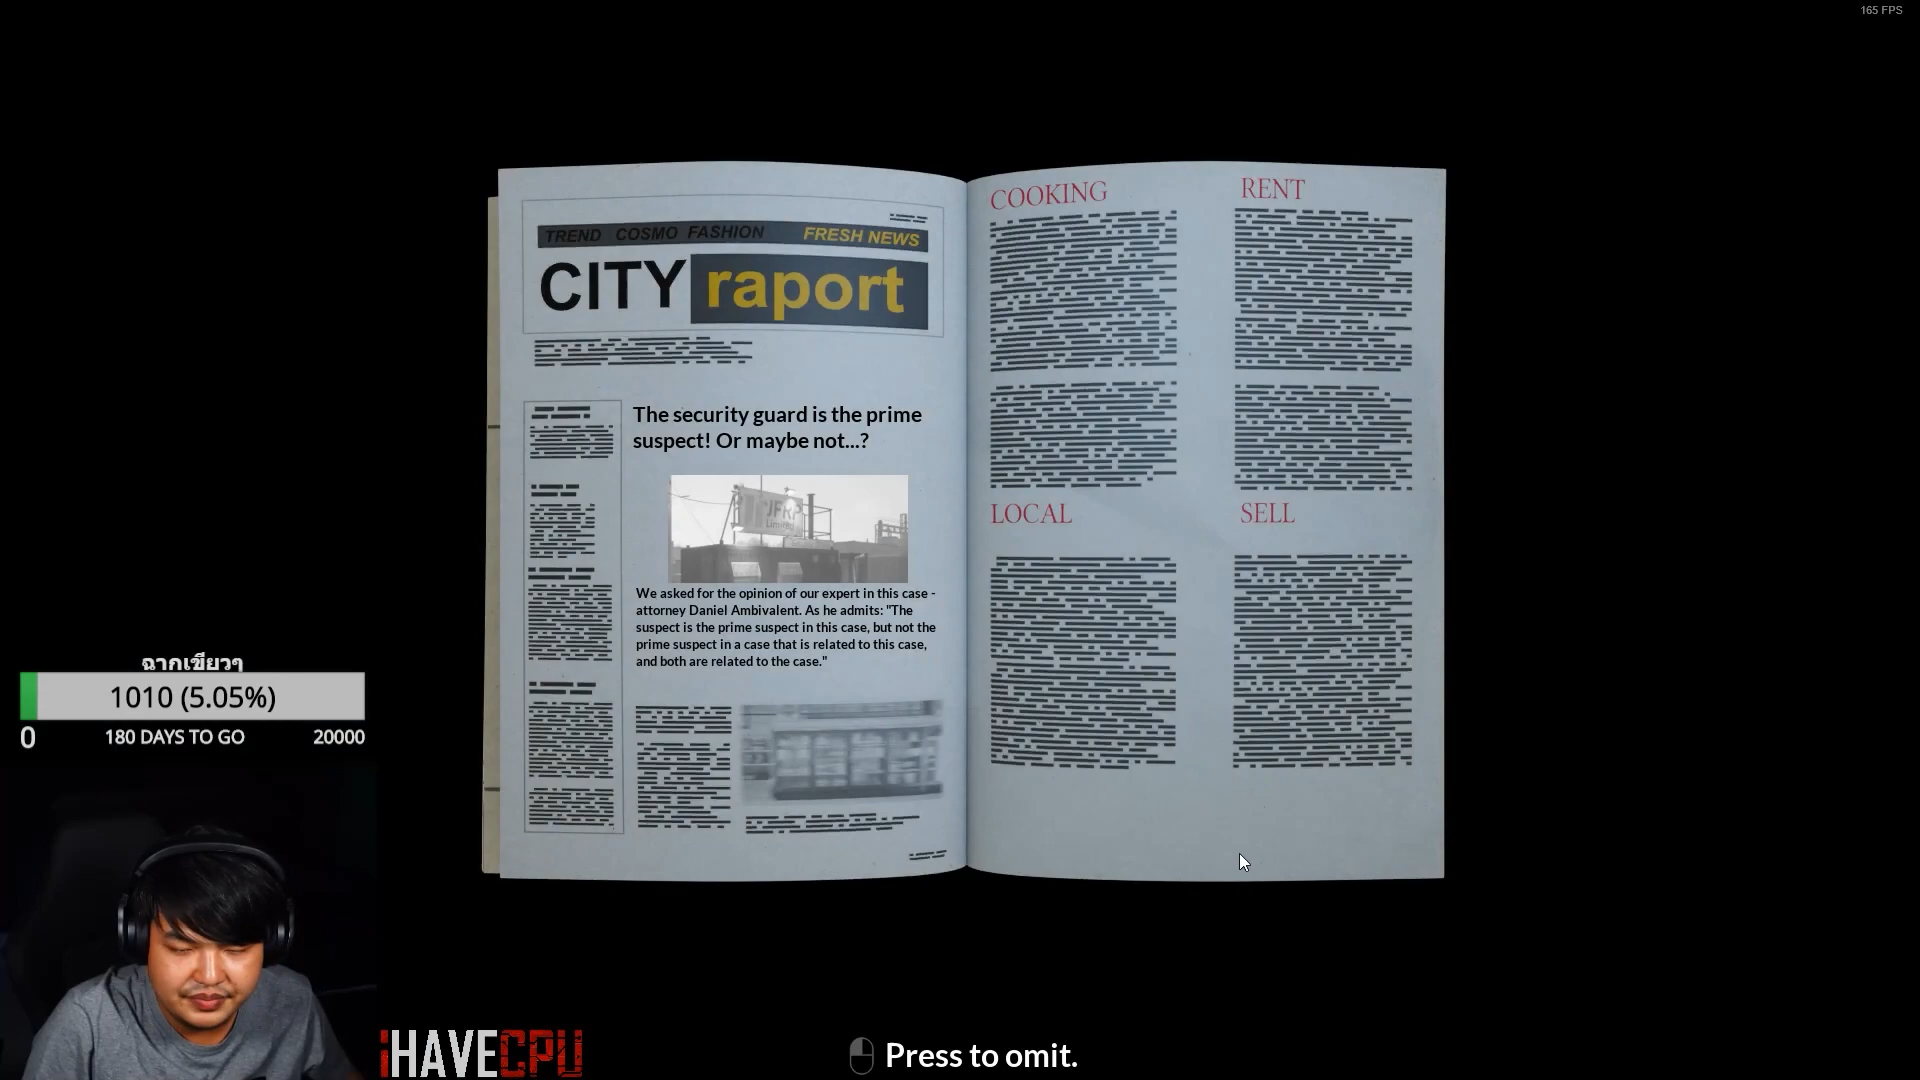 165 FPS
TREND COSMO FASHION FRESH NEWS
CITY raport
The security guard is the prime
suspect! Or maybe not...?
JFRP
Limited
We asked for the opinion of our expert in this case -
attorney Daniel Ambivalent. As he admits: "The
suspect is the prime suspect in this case, but not the
prime suspect in a case that is related to this case,
and both are related to the case."
COOKING
RENT
LOCAL
SELL
ฉากเขียวๆ
1010 (5.05%)
0 180 DAYS TO GO 20000
iHAVECPU
Press to omit.